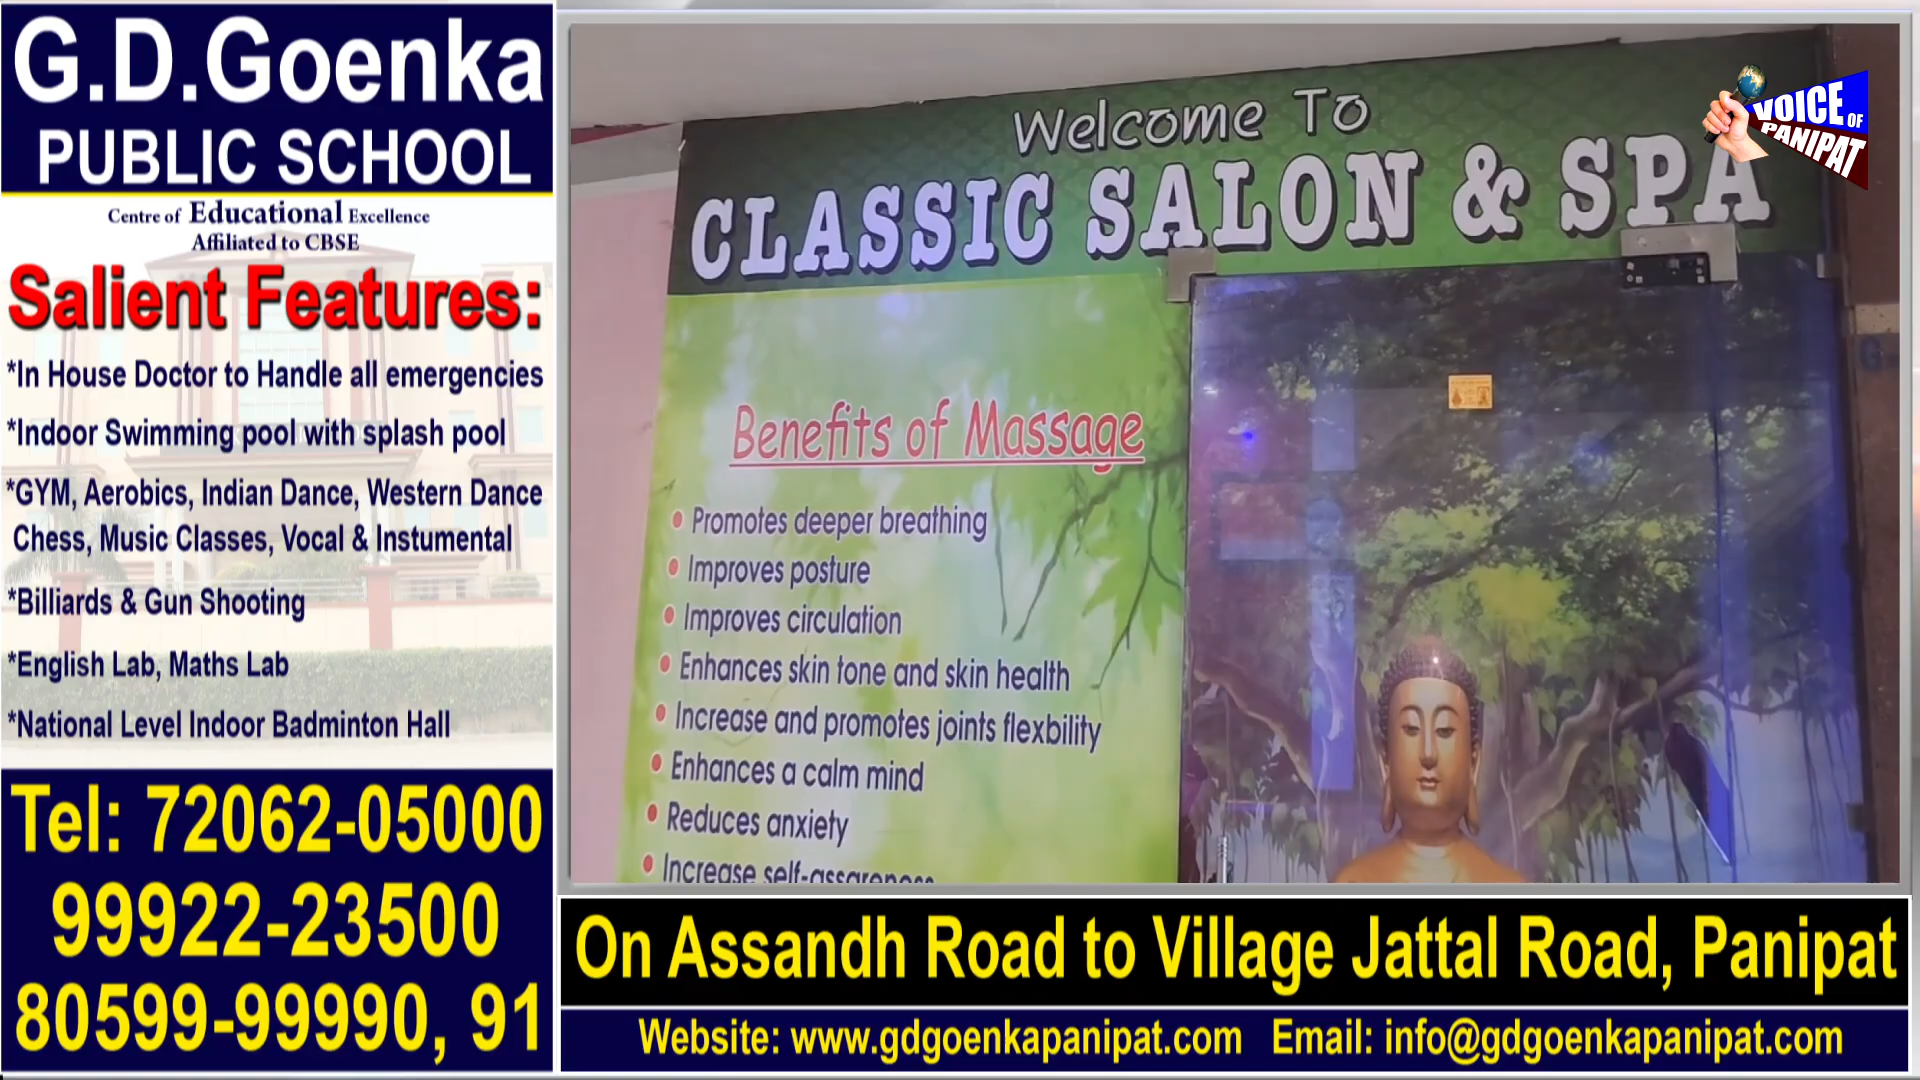 G.D.Goenka
PUBLIC SCHOOL
Centre of Educational Excellence
Affiliated to CBSE
Salient Features:
*In House Doctor to Handle all emergencies
*Indoor Swimming pool with splash pool
*GYM, Aerobics, Indian Dance, Western Dance
Chess, Music Classes, Vocal & Instumental
*Billiards & Gun Shooting
*English Lab, Maths Lab
*National Level Indoor Badminton Hall
Tel: 72062-05000
99922-23500
80599-99990, 91
VOICE OF
PANIPAT
Welcome To
CLASSIC SALON & SPA
Benefits of Massage
• Promotes deeper breathing
• Improves posture
• Improves circulation
• Enhances skin tone and skin health
• Increase and promotes joints flexbility
• Enhances a calm mind
• Reduces anxiety
• Increase self-assareness
On Assandh Road to Village Jattal Road, Panipat
Website: www.gdgoenkapanipat.com Email: info@gdgoenkapanipat.com